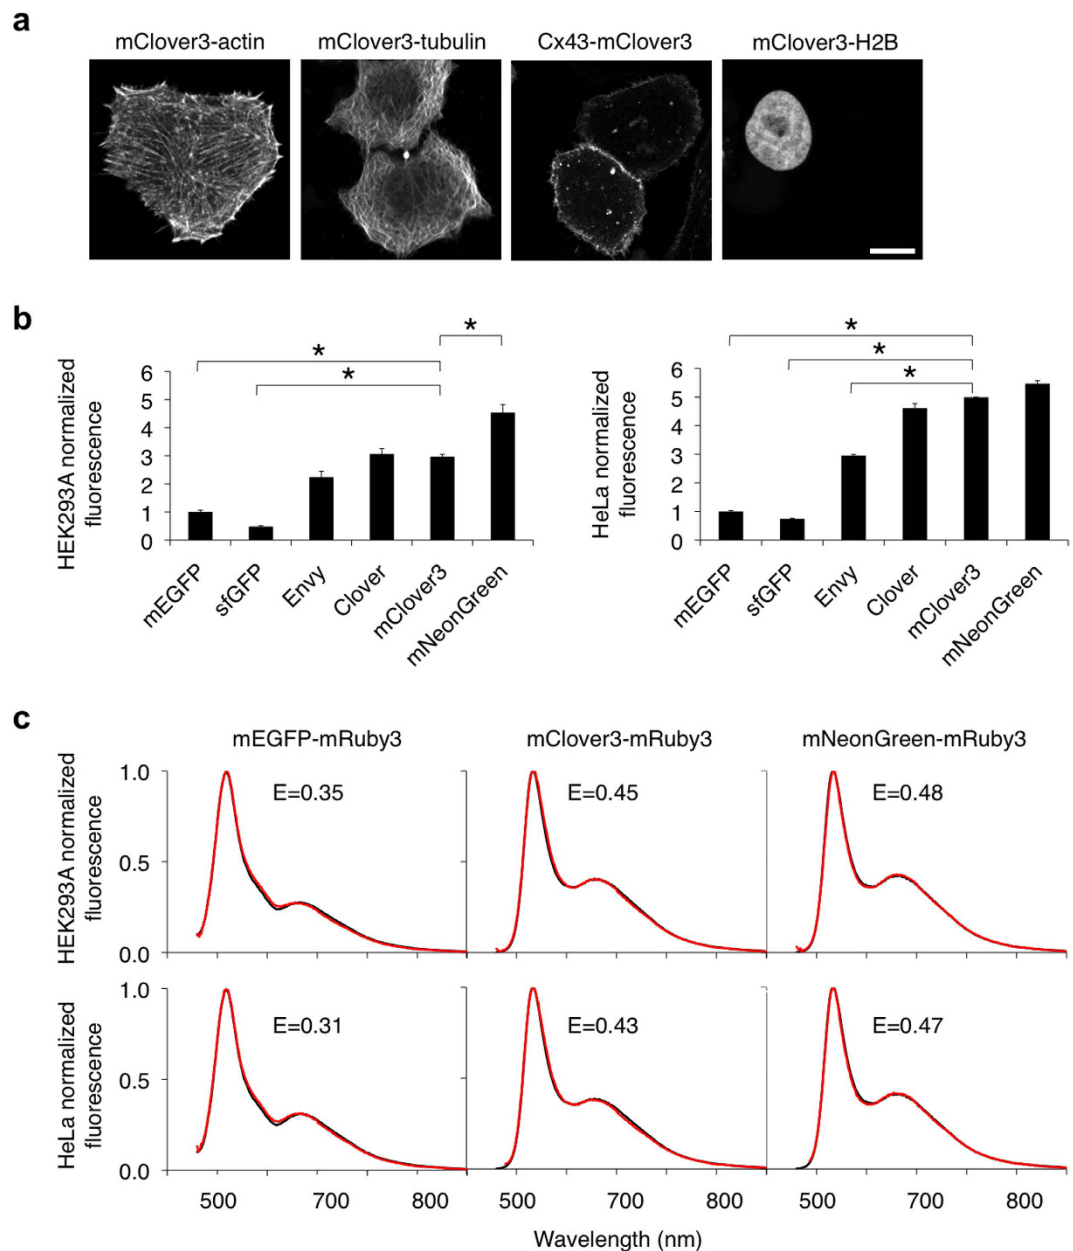 a
mClover3-actin
mClover3-tubulin
Cx43-mClover3
mClover3-H2B
b
*
*
*
HEK293A normalized
fluorescence
6
5
4
3
2
1
0
mEGFP
sfGFP
Envy
Clover
mClover3
mNeonGreen
*
*
*
HeLa normalized
fluorescence
6
5
4
3
2
1
0
mEGFP
sfGFP
Envy
Clover
mClover3
mNeonGreen
c
mEGFP-mRuby3
mClover3-mRuby3
mNeonGreen-mRuby3
HEK293A normalized
fluorescence
1.0
0.5
0.0
E=0.35
E=0.45
E=0.48
HeLa normalized
fluorescence
1.0
0.5
0.0
E=0.31
E=0.43
E=0.47
500 700 800
500 700 800
500 700 800
Wavelength (nm)